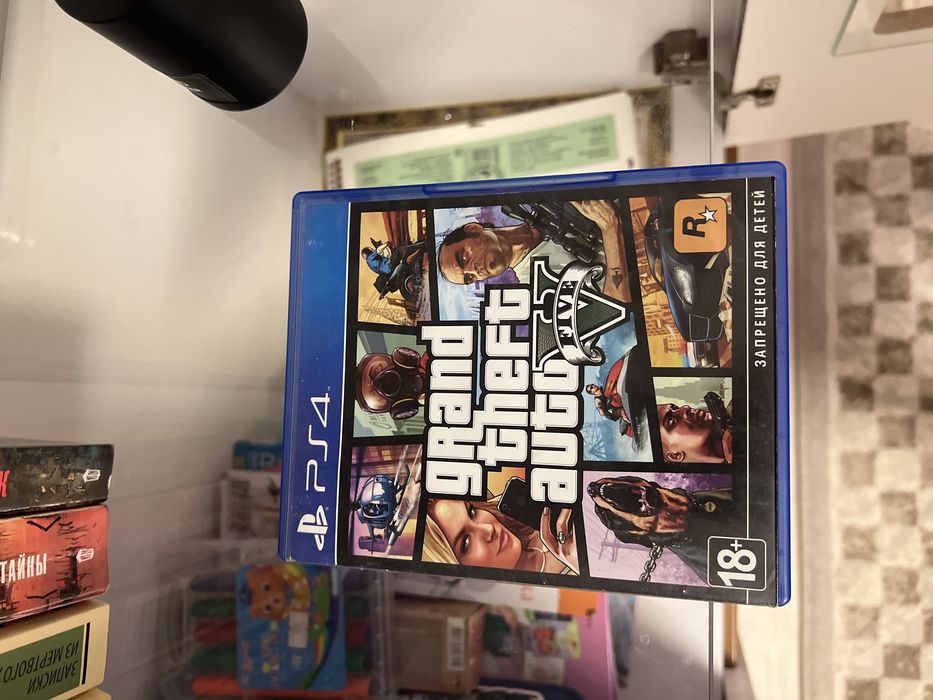 PS4
grand
theft
auto
V
FIVE
R
18+
ЗАПРЕЩЕНО ДЛЯ ДЕТЕЙ
К
ТАЙНЫ
ЗАПИСКИ
ИЗ МЕРТВОГО